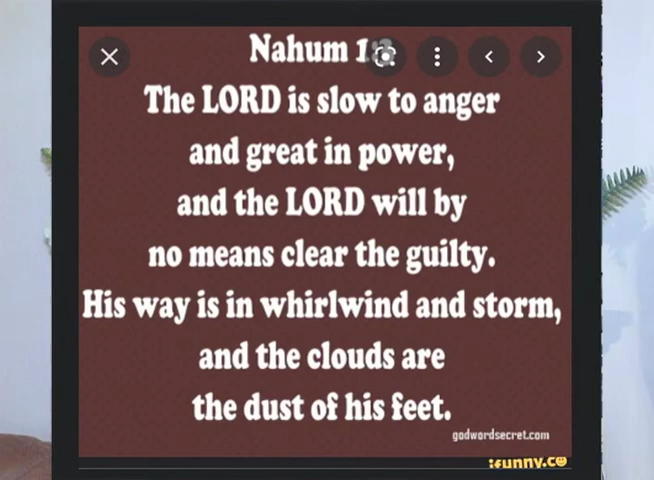 Nahum 1:3
The LORD is slow to anger
and great in power,
and the LORD will by
no means clear the guilty.
His way is in whirlwind and storm,
and the clouds are
the dust of his feet.
godwordsecret.com
ifunny.co